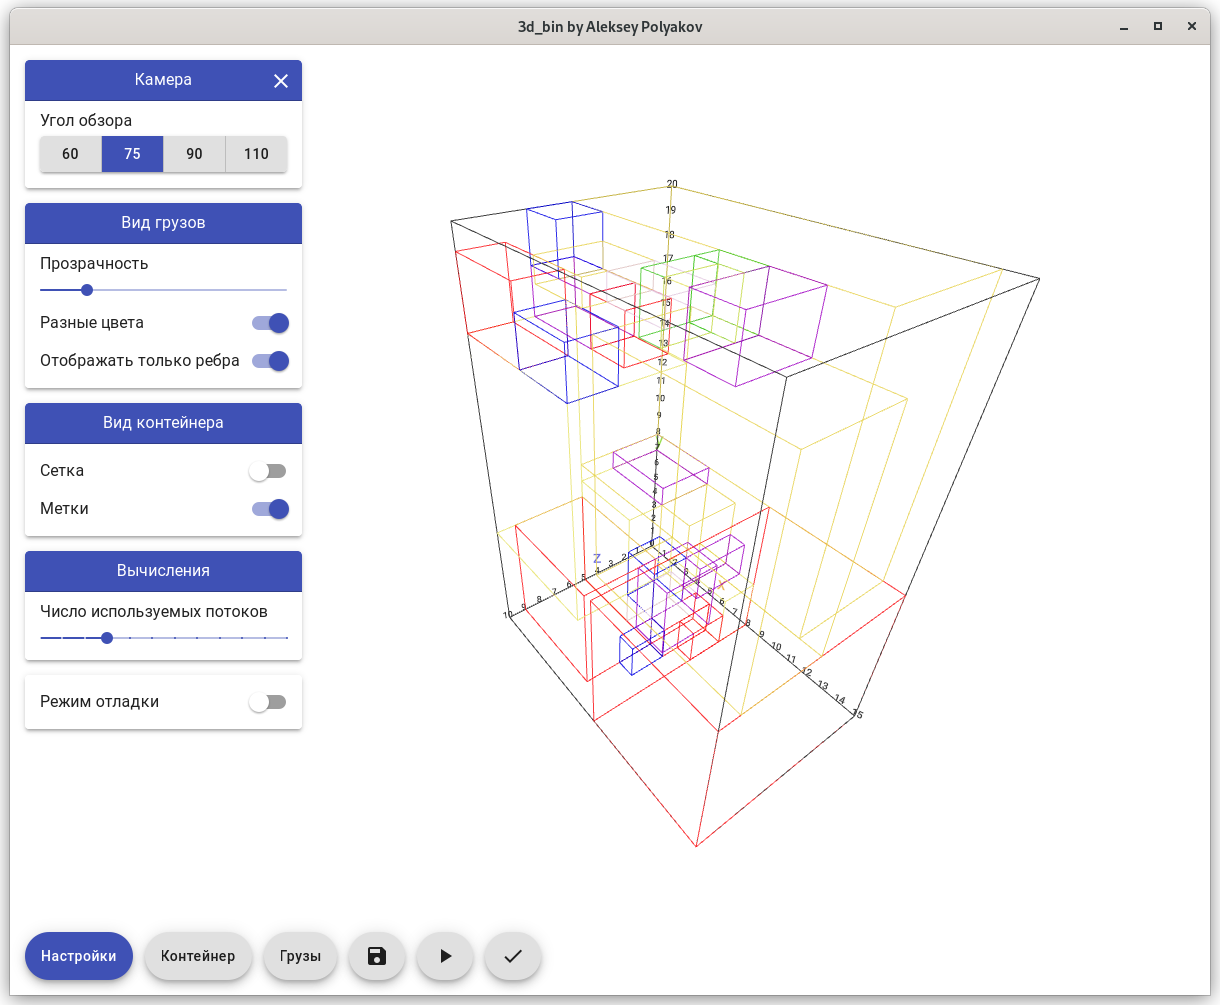 3d_bin by Aleksey Polyakov
Камера
Угол обзора
60 75 90 110
Вид грузов
Прозрачность
Разные цвета
Отображать только ребра
Вид контейнера
Сетка
Метки
Вычисления
Число используемых потоков
Режим отладки
20
19
18
17
16
15
14
13
12
11
10
9
8
7
6
5
4
3
2
1
0
Z
1
2
3
4
5
6
7
8
9
10
X
1
2
3
4
5
6
7
8
9
10
11
12
13
14
15
Настройки Контейнер Грузы